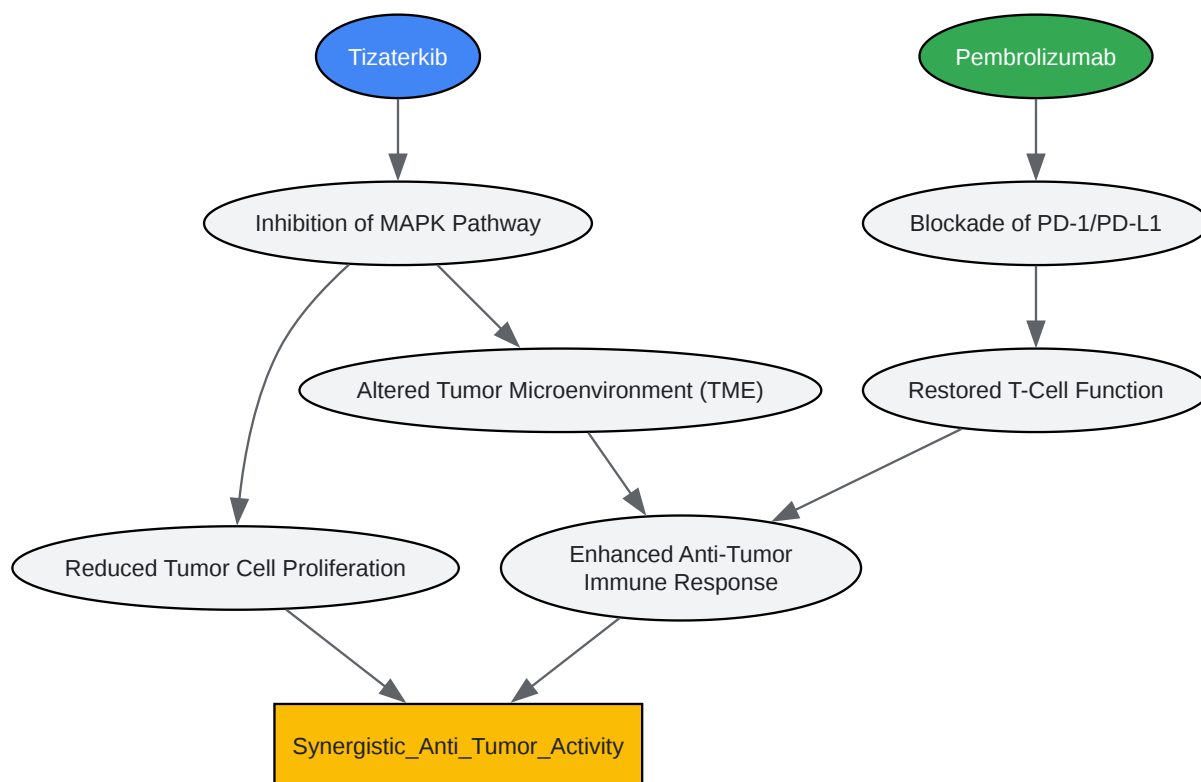 Tizaterkib
Pembrolizumab
Inhibition of MAPK Pathway
Blockade of PD-1/PD-L1
Altered Tumor Microenvironment (TME)
Restored T-Cell Function
Reduced Tumor Cell Proliferation
Enhanced Anti-Tumor
Immune Response
Synergistic_Anti_Tumor_Activity